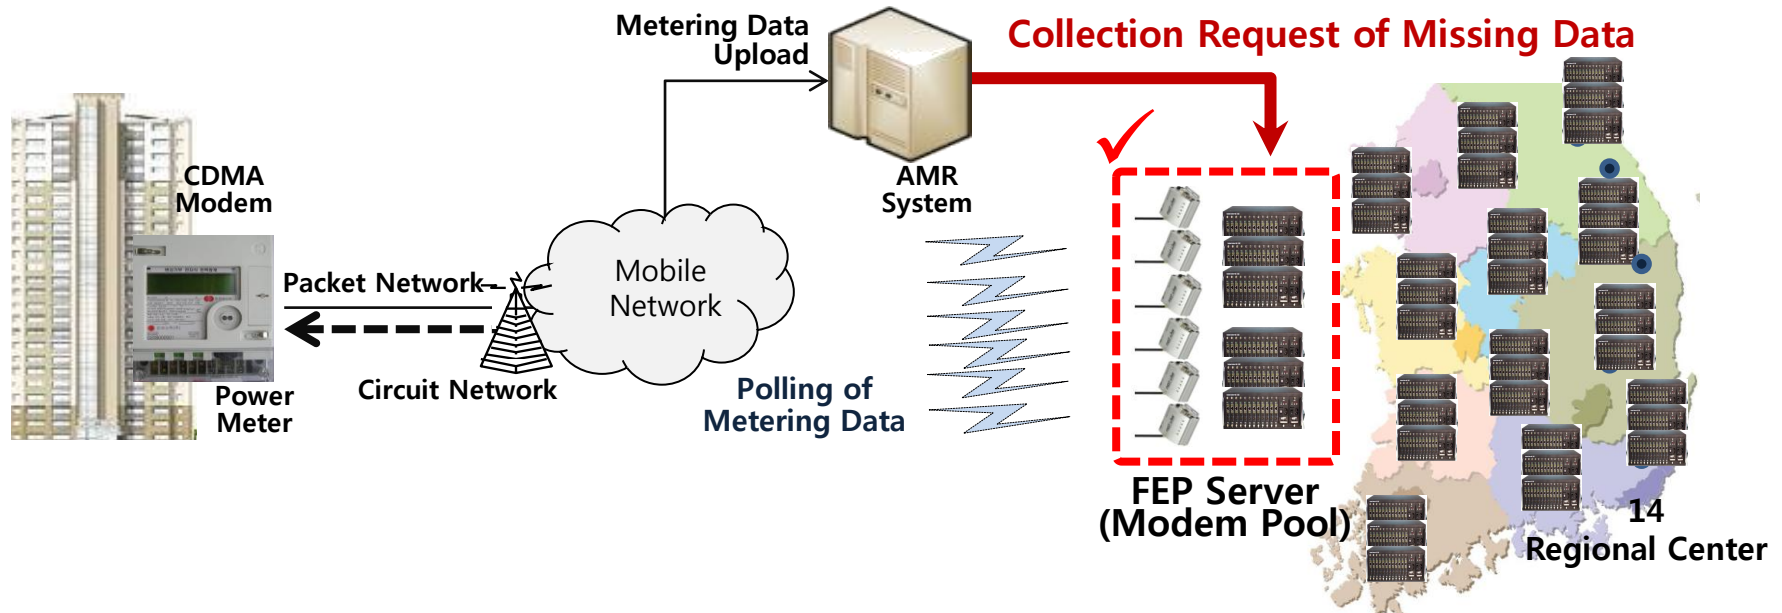 Metering Data
Upload
Collection Request of Missing Data
CDMA
Modem
AMR
System
Packet Network
Mobile
Network
Circuit Network
Power
Meter
Polling of
Metering Data
FEP Server
(Modem Pool)
14
Regional Center